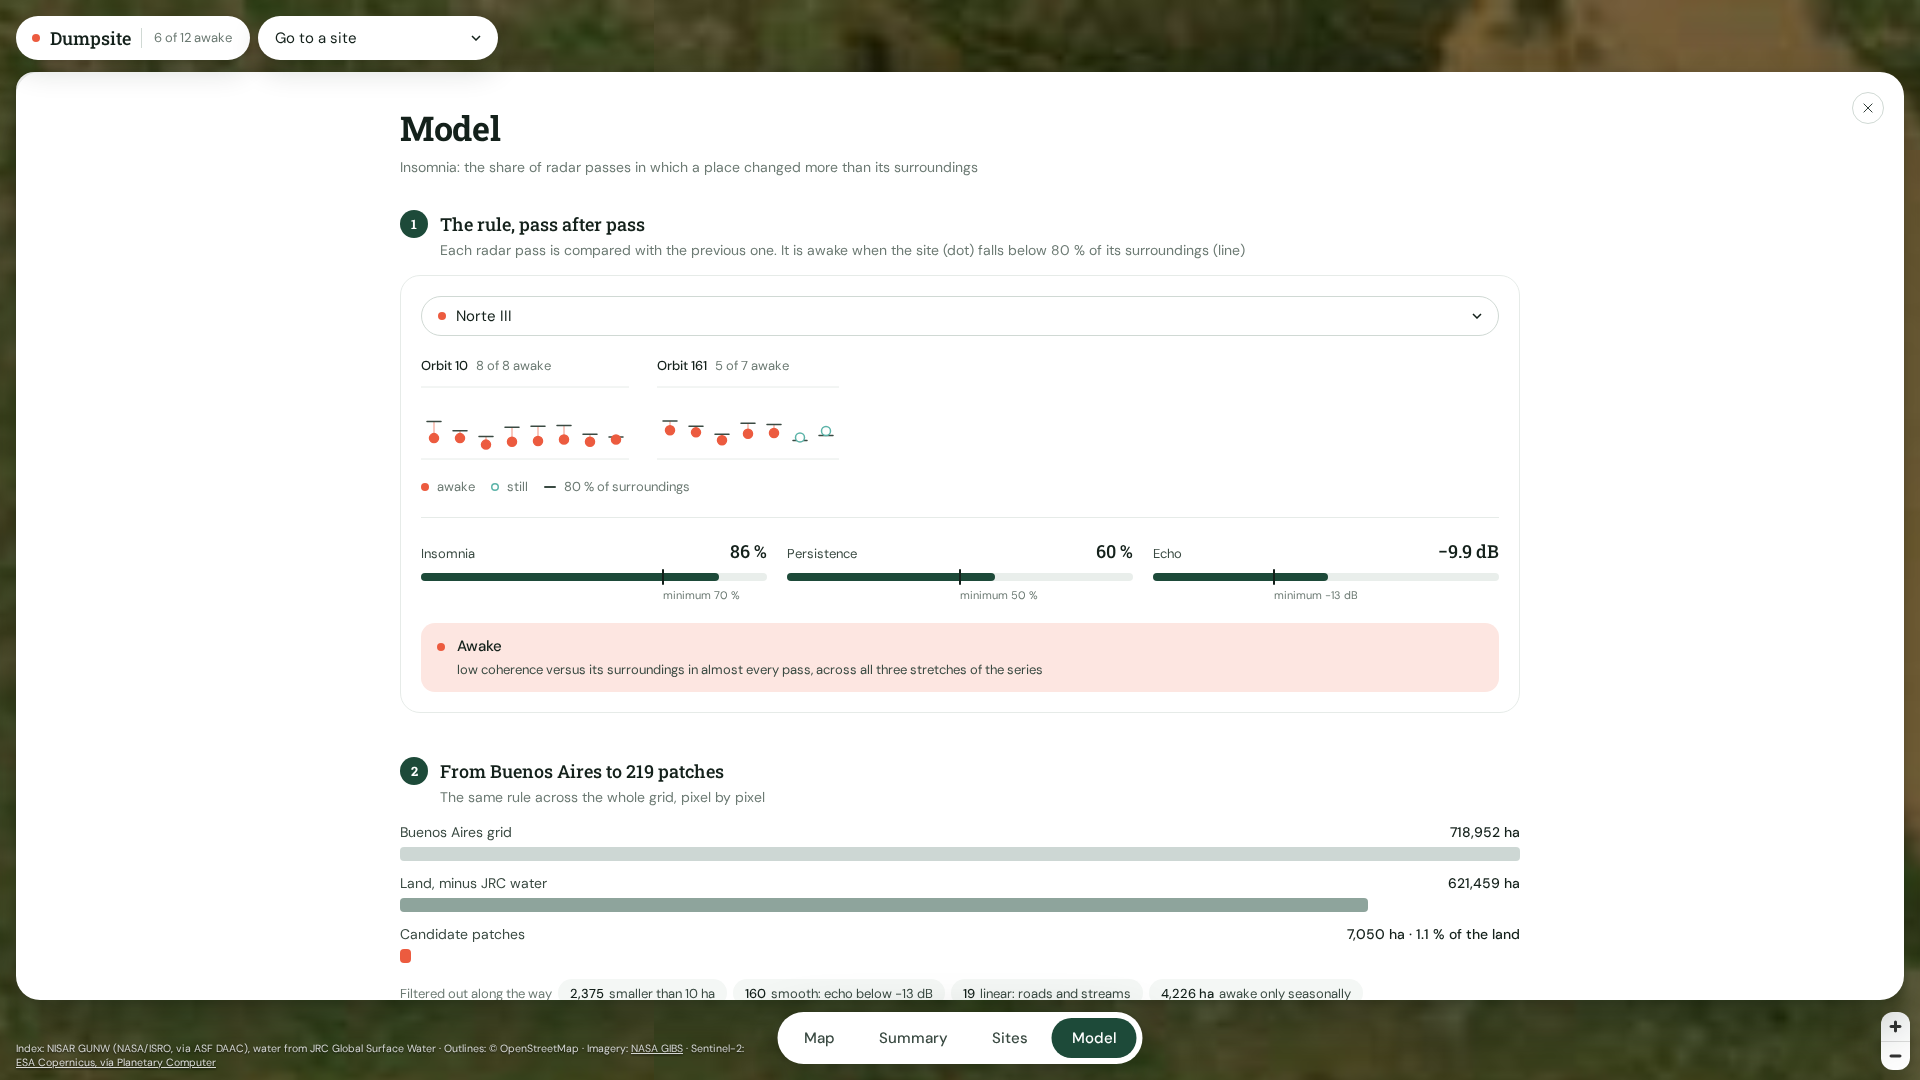 Dumpsite 6 of 12 awake Go to a site
Model
Insomnia: the share of radar passes in which a place changed more than its surroundings
1 The rule, pass after pass
Each radar pass is compared with the previous one. It is awake when the site (dot) falls below 80 % of its surroundings (line)
Norte III
Orbit 10 8 of 8 awake Orbit 161 5 of 7 awake
awake still 80 % of surroundings
Insomnia 86 % Persistence 60 % Echo −9.9 dB
minimum 70 % minimum 50 % minimum −13 dB
Awake
low coherence versus its surroundings in almost every pass, across all three stretches of the series
2 From Buenos Aires to 219 patches
The same rule across the whole grid, pixel by pixel
Buenos Aires grid 718,952 ha
Land, minus JRC water 621,459 ha
Candidate patches 7,050 ha · 1.1 % of the land
Filtered out along the way 2,375 smaller than 10 ha 160 smooth: echo below −13 dB 19 linear: roads and streams 4,226 ha awake only seasonally
Map Summary Sites Model
Index: NISAR GUNW (NASA/ISRO, via ASF DAAC), water from JRC Global Surface Water · Outlines: © OpenStreetMap · Imagery: NASA GIBS · Sentinel-2:
ESA Copernicus, vía Planetary Computer